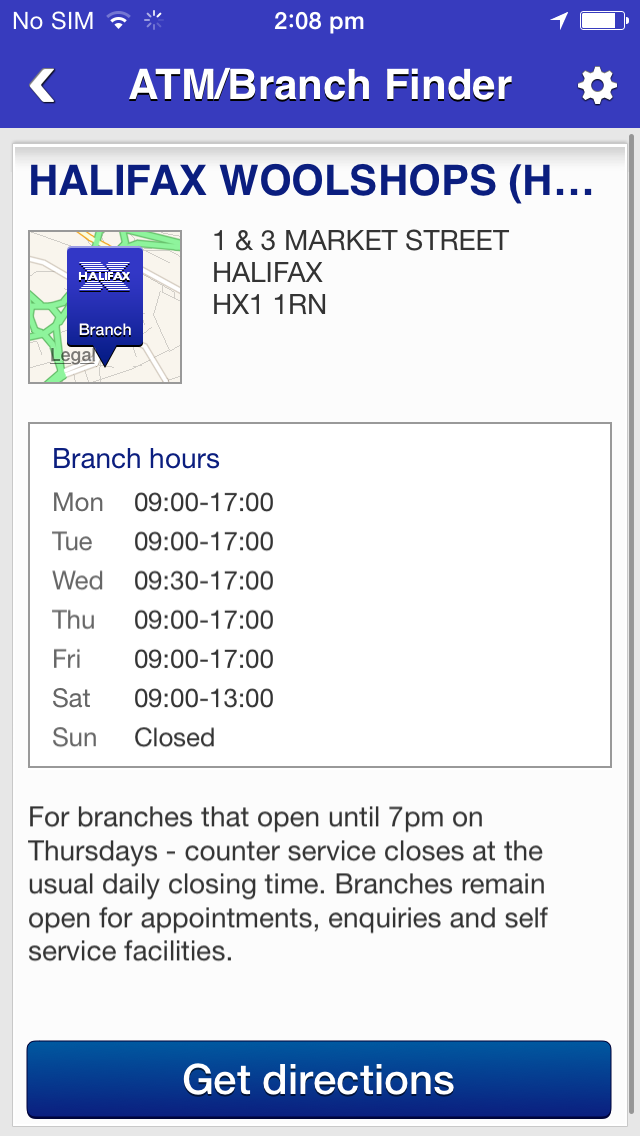 No SIM 2:08 pm
ATM/Branch Finder
HALIFAX WOOLSHOPS (H...
1 & 3 MARKET STREET
HALIFAX
HX1 1RN
HALIFAX
Branch
Legal
Branch hours
Mon 09:00-17:00
Tue 09:00-17:00
Wed 09:30-17:00
Thu 09:00-17:00
Fri 09:00-17:00
Sat 09:00-13:00
Sun Closed
For branches that open until 7pm on
Thursdays - counter service closes at the
usual daily closing time. Branches remain
open for appointments, enquiries and self
service facilities.
Get directions